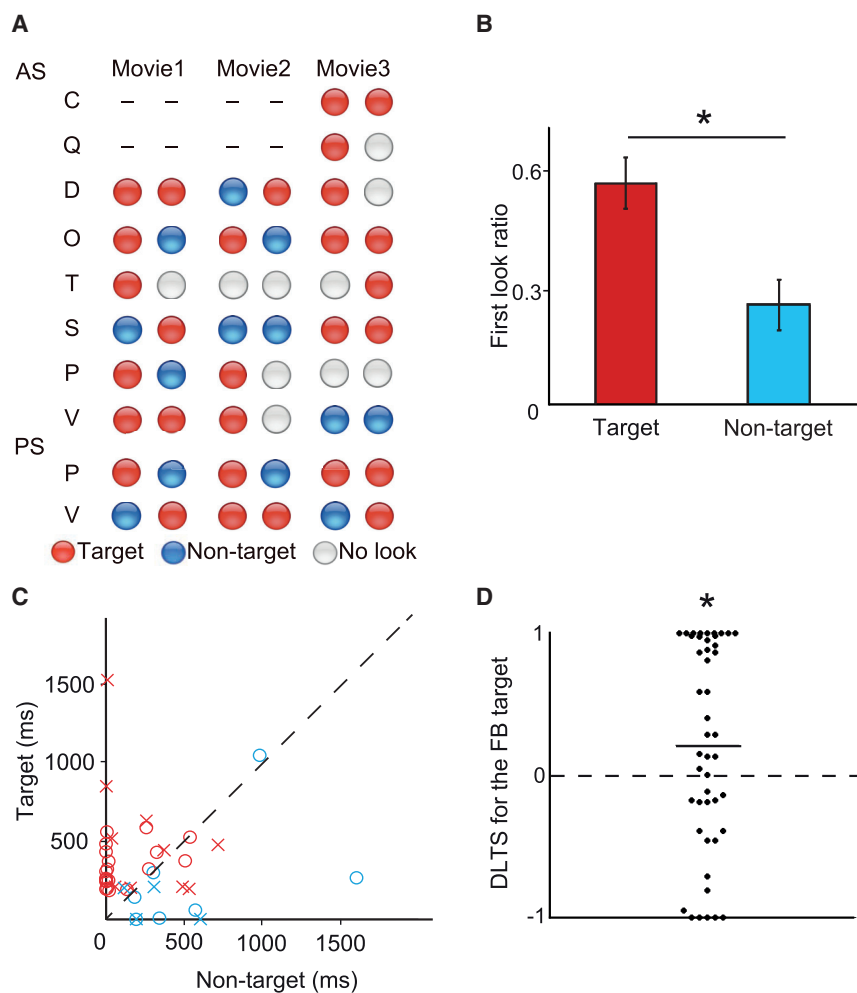 A
AS Movie1 Movie2 Movie3
C – – – –
Q – – – –
D
O
T
S
P
V
PS
P
V
Target Non-target No look
B
*
First look ratio
0.6
0.3
0
Target Non-target
C
Target (ms)
1500
1000
500
0 500 1000 1500
Non-target (ms)
D
*
DLTS for the FB target
1
0
-1